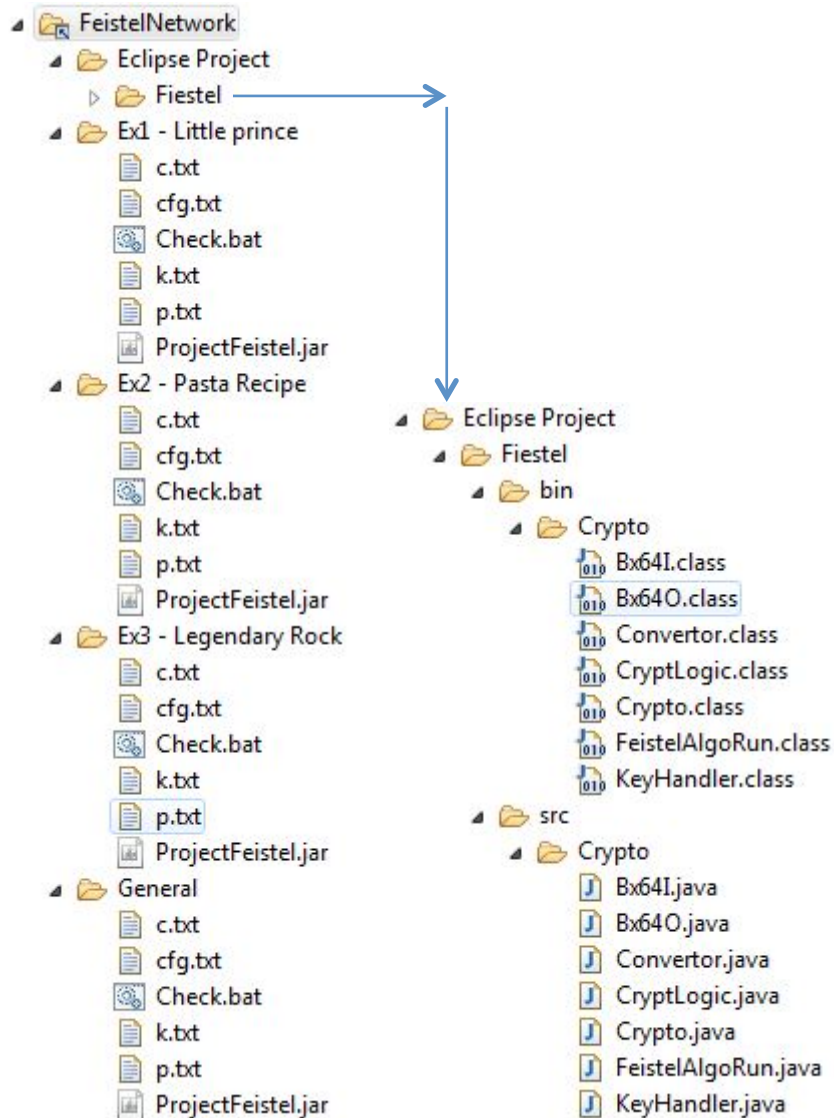 FeistelNetwork
Eclipse Project
Fiestel
Ex1 - Little prince
c.txt
cfg.txt
Check.bat
k.txt
p.txt
ProjectFeistel.jar
Ex2 - Pasta Recipe
c.txt
cfg.txt
Check.bat
k.txt
p.txt
ProjectFeistel.jar
Ex3 - Legendary Rock
c.txt
cfg.txt
Check.bat
k.txt
p.txt
ProjectFeistel.jar
General
c.txt
cfg.txt
Check.bat
k.txt
p.txt
ProjectFeistel.jar
Eclipse Project
Fiestel
bin
Crypto
Bx64I.class
Bx64O.class
Convertor.class
CryptLogic.class
Crypto.class
FeistelAlgoRun.class
KeyHandler.class
src
Crypto
Bx64I.java
Bx64O.java
Convertor.java
CryptLogic.java
Crypto.java
FeistelAlgoRun.java
KeyHandler.java